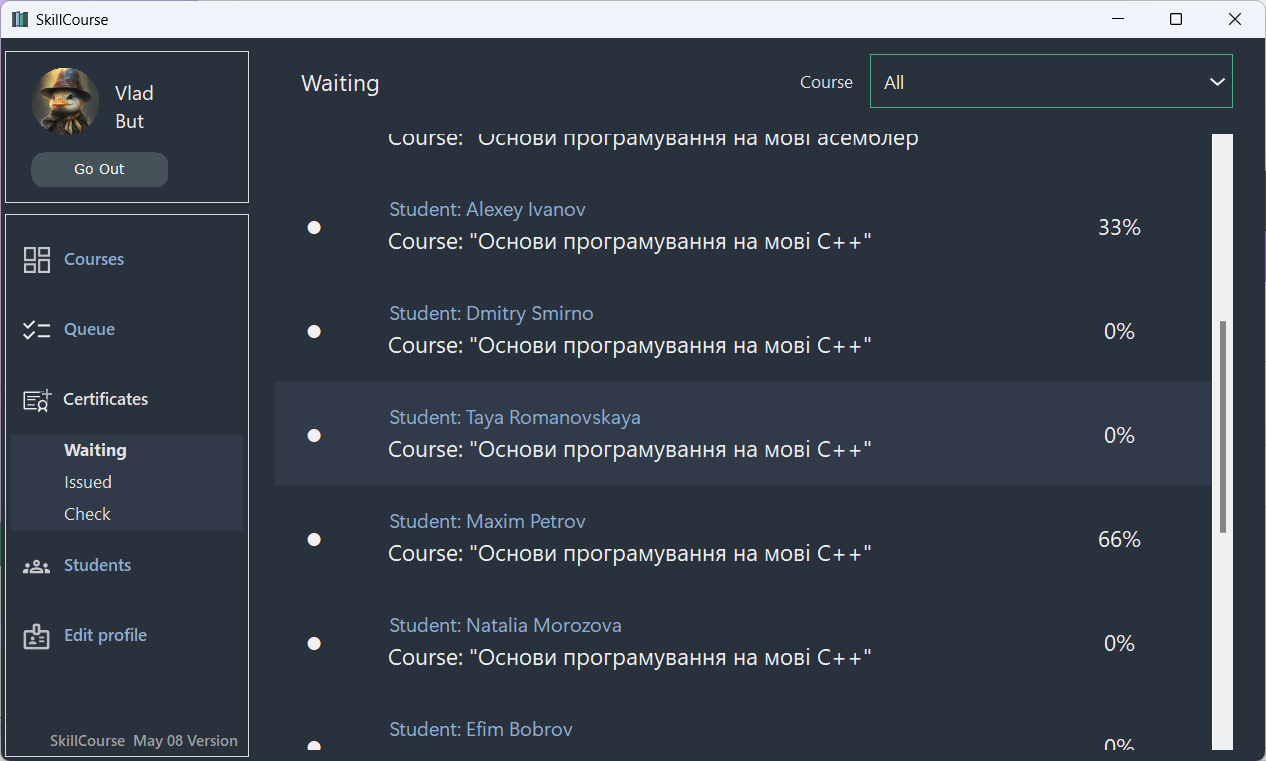 SkillCourse
Vlad
But
Go Out
Courses
Queue
Certificates
Waiting
Issued
Check
Students
Edit profile
SkillCourse May 08 Version
Waiting
Course
All
Course: "Основи програмування на мові асемблер
Student: Alexey Ivanov
Course: "Основи програмування на мові C++"
33%
Student: Dmitry Smirno
Course: "Основи програмування на мові C++"
0%
Student: Taya Romanovskaya
Course: "Основи програмування на мові C++"
0%
Student: Maxim Petrov
Course: "Основи програмування на мові C++"
66%
Student: Natalia Morozova
Course: "Основи програмування на мові C++"
0%
Student: Efim Bobrov
0%